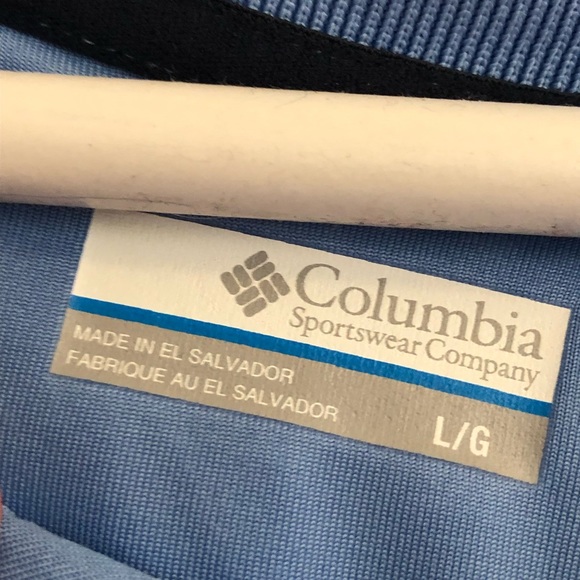 Columbia
Sportswear Company
MADE IN EL SALVADOR
FABRIQUE AU EL SALVADOR
L/G